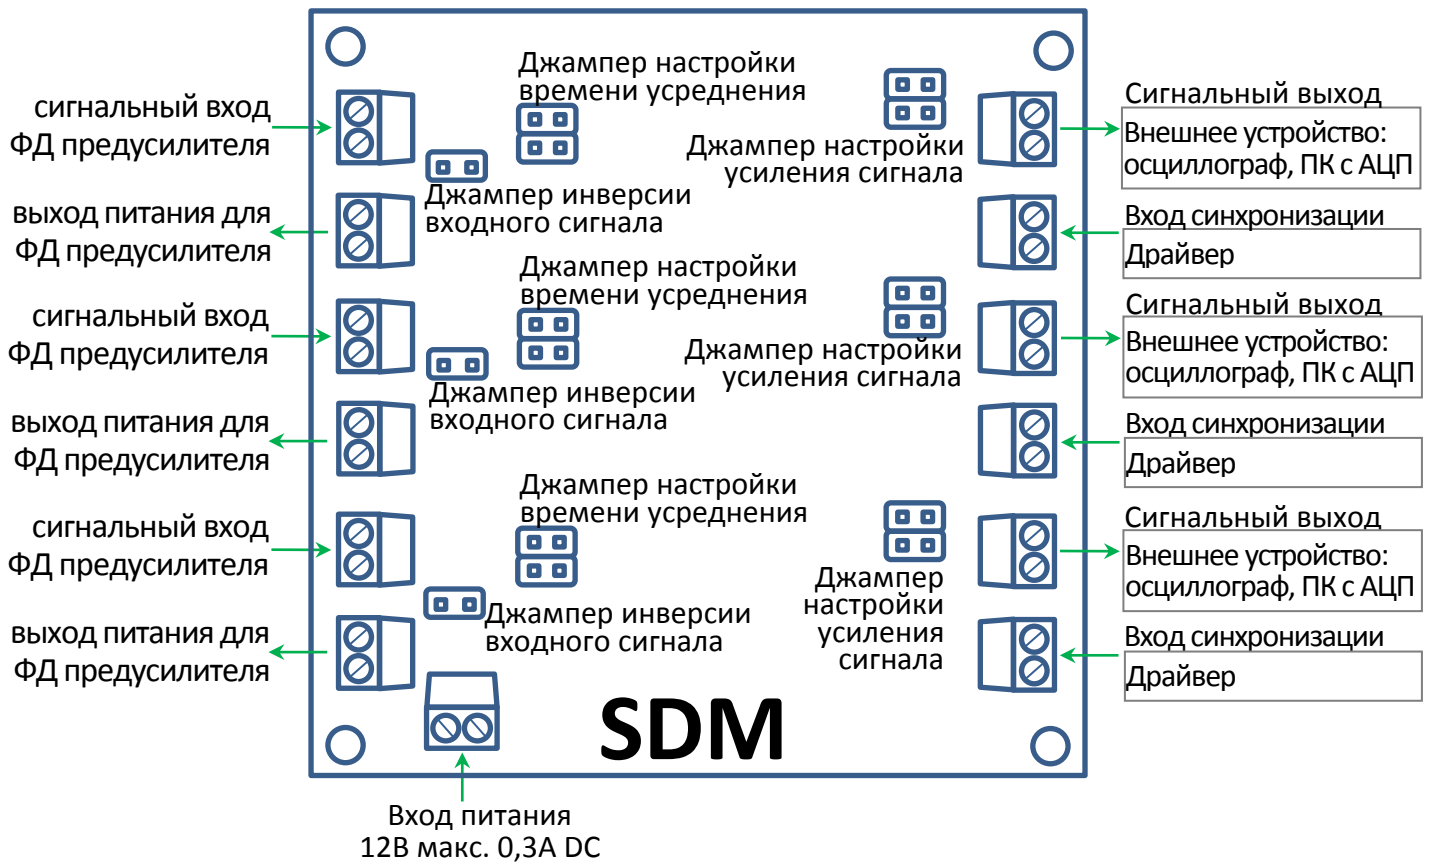 сигнальный вход
ФД предусилителя
выход питания для
ФД предусилителя
сигнальный вход
ФД предусилителя
выход питания для
ФД предусилителя
сигнальный вход
ФД предусилителя
выход питания для
ФД предусилителя
Джампер настройки
времени усреднения
Джампер инверсии
входного сигнала
Джампер настройки
усиления сигнала
Джампер настройки
времени усреднения
Джампер инверсии
входного сигнала
Джампер настройки
усиления сигнала
Джампер настройки
времени усреднения
Джампер инверсии
входного сигнала
Джампер
настройки
усиления
сигнала
SDM
Сигнальный выход
Внешнее устройство:
осциллограф, ПК с АЦП
Вход синхронизации
Драйвер
Сигнальный выход
Внешнее устройство:
осциллограф, ПК с АЦП
Вход синхронизации
Драйвер
Сигнальный выход
Внешнее устройство:
осциллограф, ПК с АЦП
Вход синхронизации
Драйвер
Вход питания
12В макс. 0,3А DC